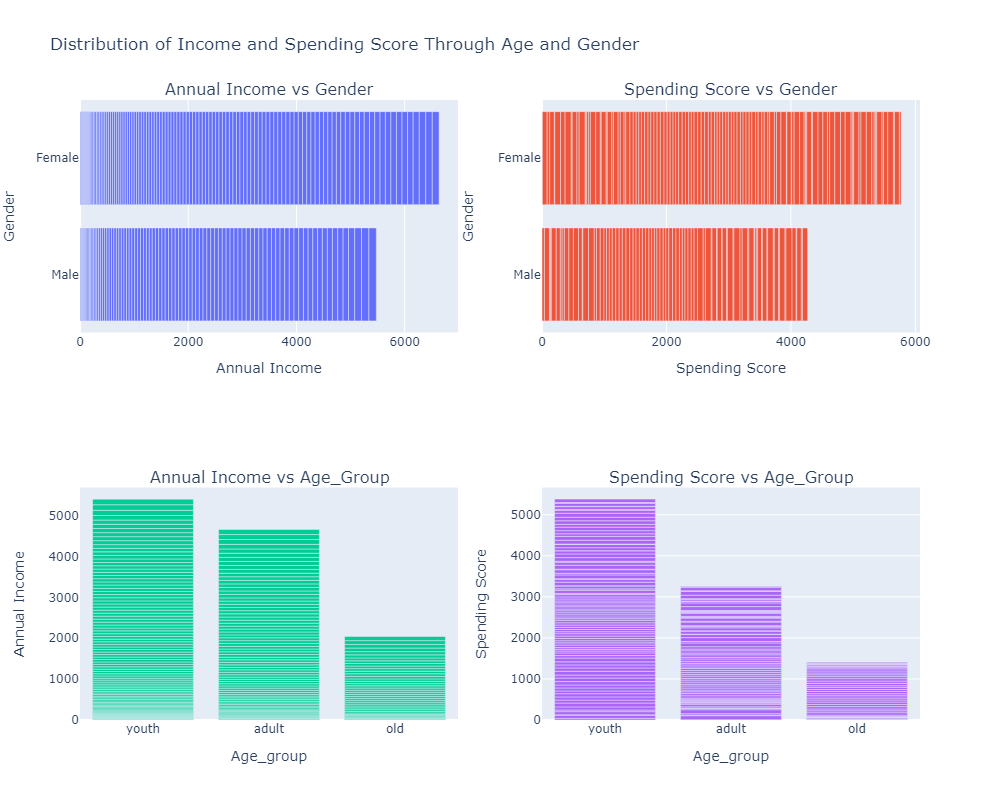 Distribution of Income and Spending Score Through Age and Gender
Annual Income vs Gender
Gender
Female
Male
0 2000 4000 6000
Annual Income
Spending Score vs Gender
Gender
Female
Male
0 2000 4000 6000
Spending Score
Annual Income vs Age_Group
Annual Income
5000
4000
3000
2000
1000
0
youth adult old
Age_group
Spending Score vs Age_Group
Spending Score
5000
4000
3000
2000
1000
0
youth adult old
Age_group